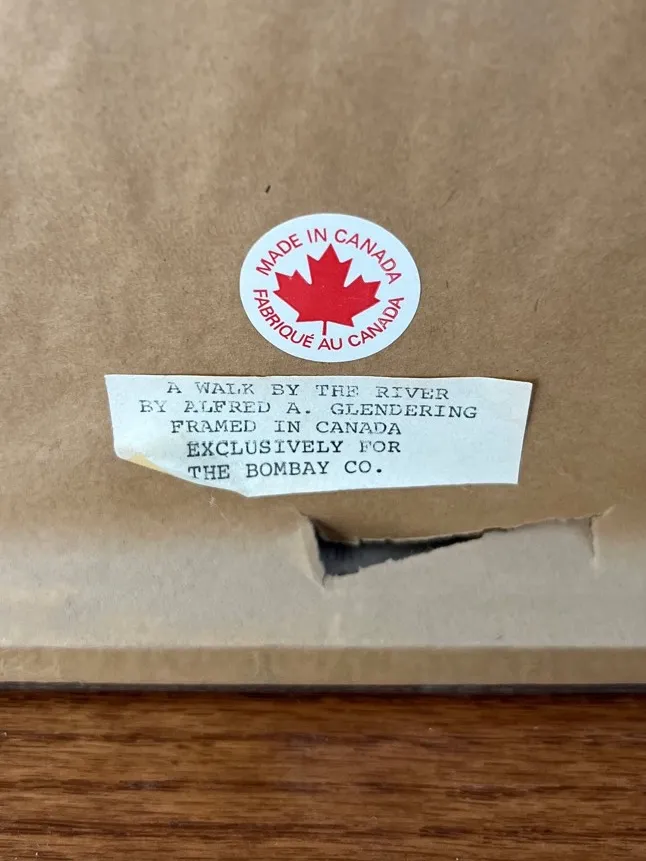 MADE IN CANADA
FABRIQUÉ AU CANADA
A WALK BY THE RIVER
BY ALFRED A. GLENDERING
FRAMED IN CANADA
EXCLUSIVELY FOR
THE BOMBAY CO.